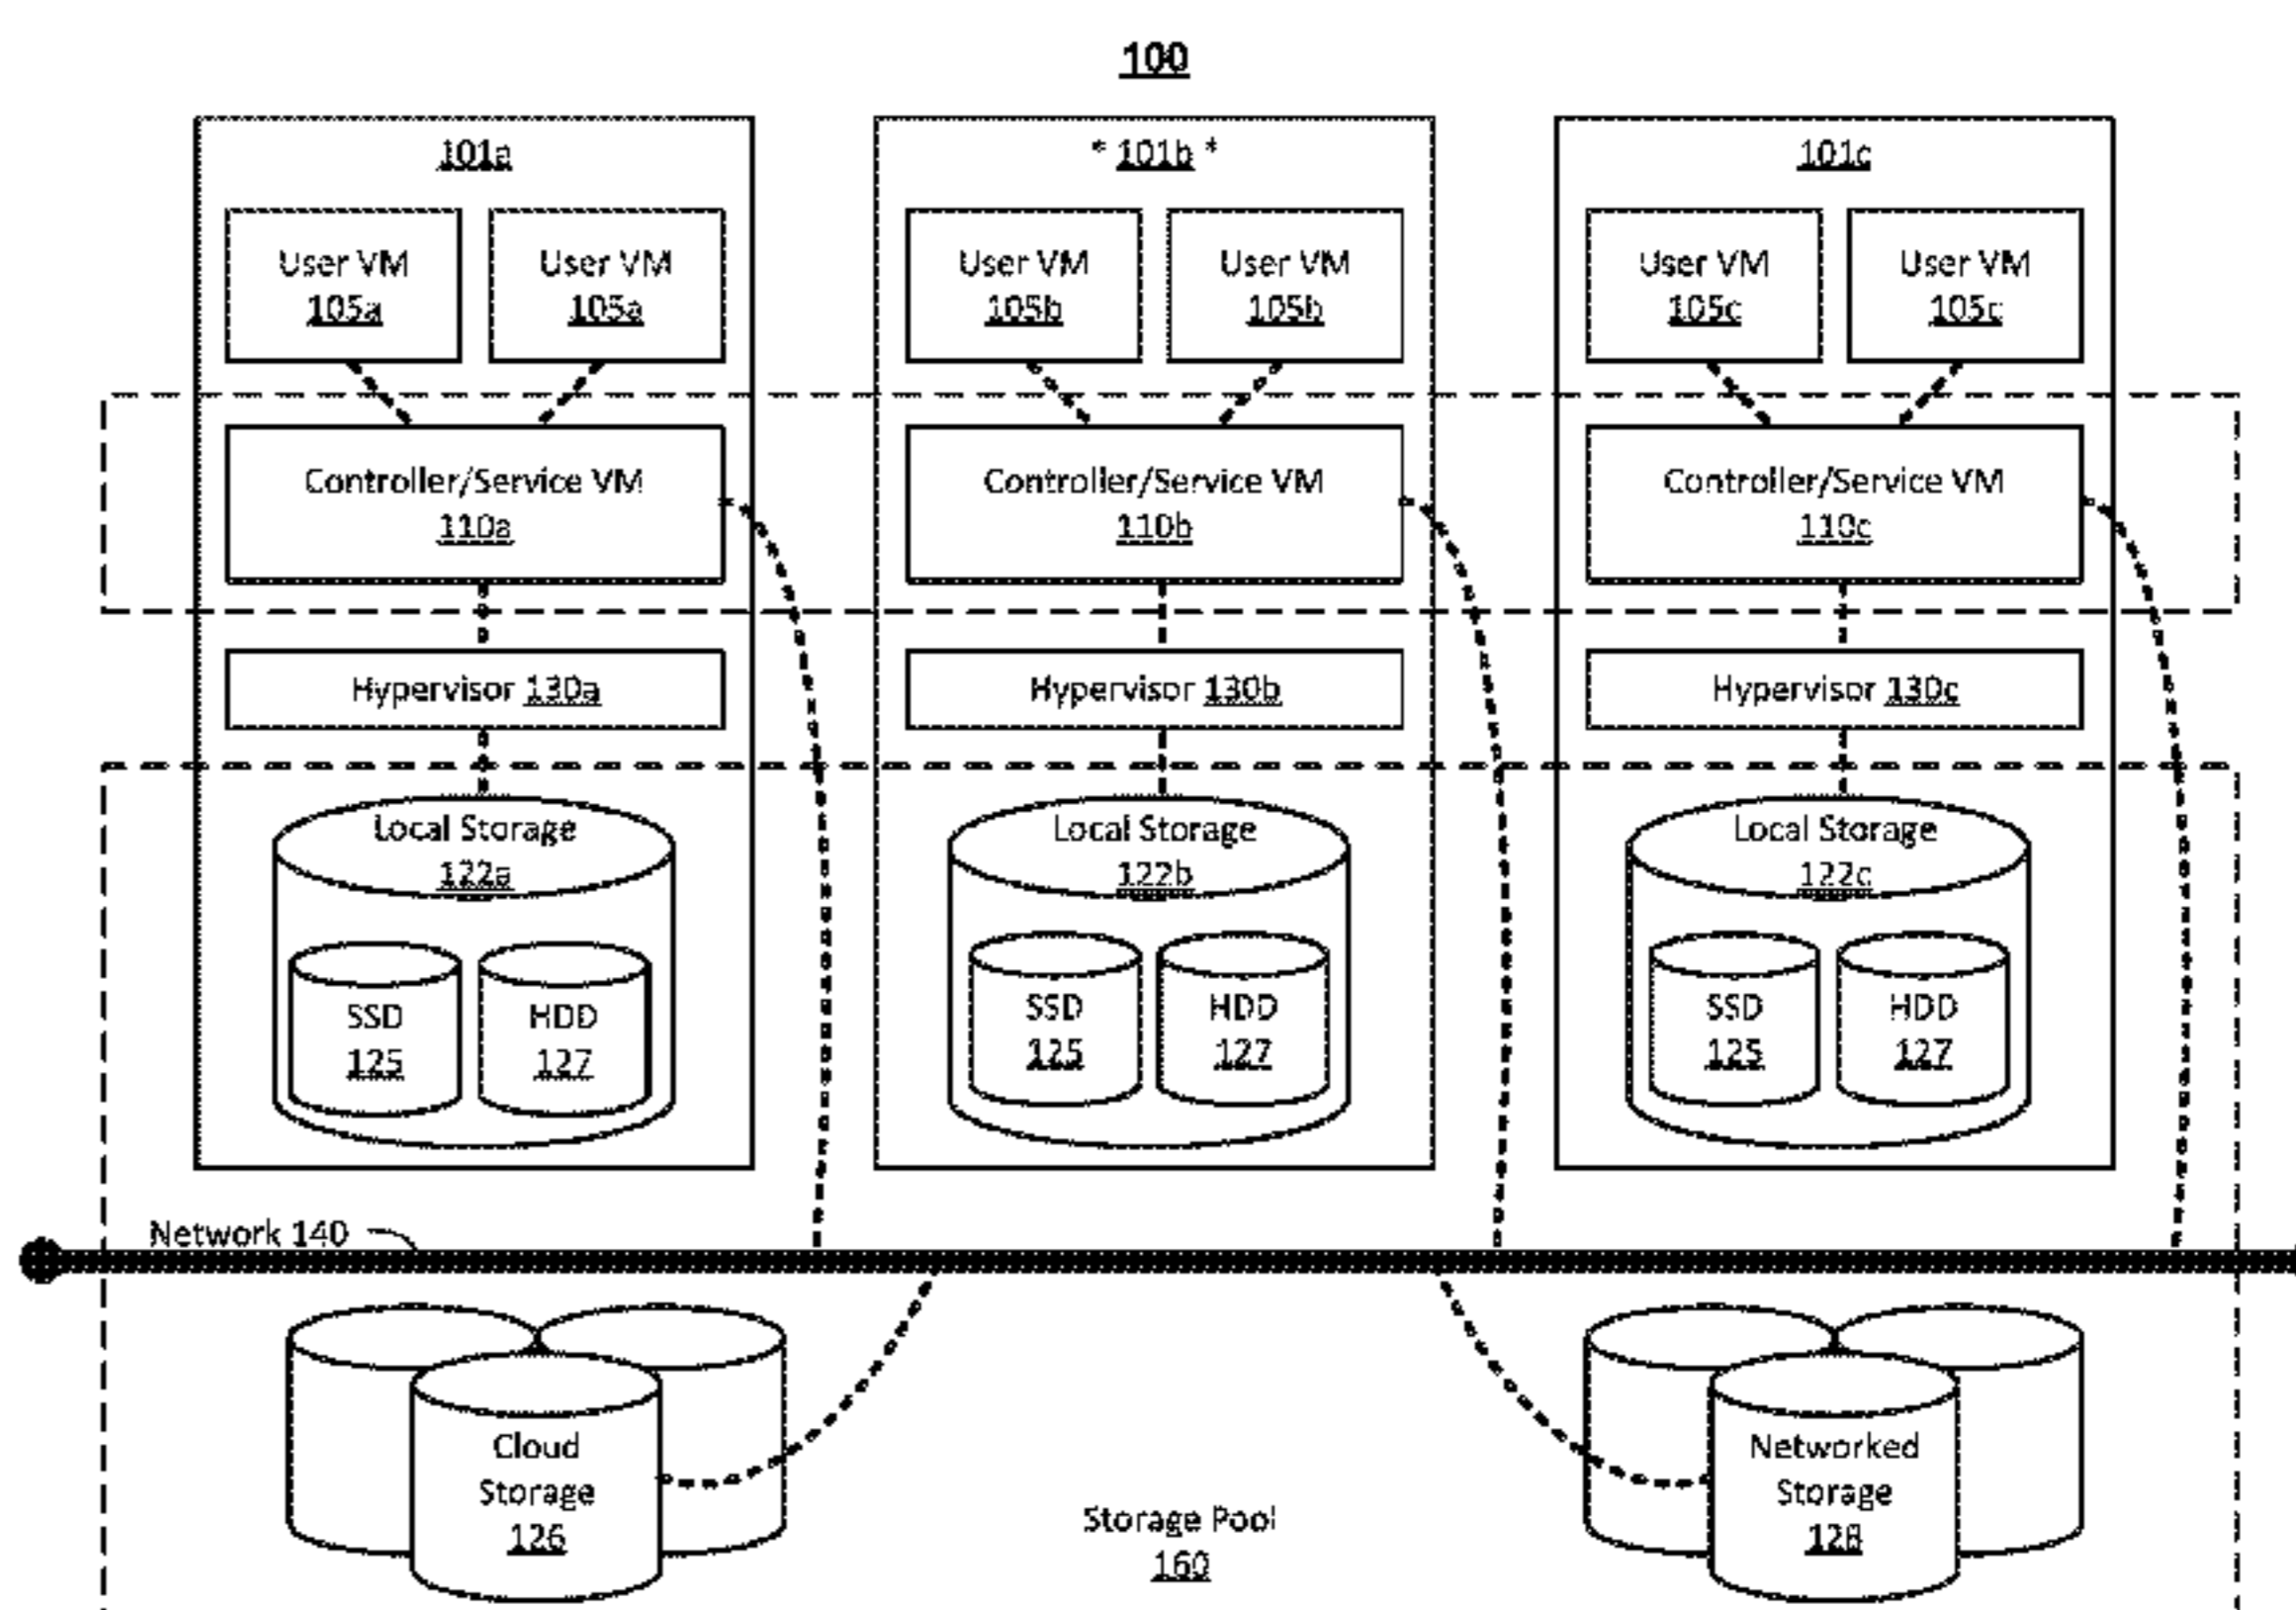 100
101a
User VM
105a
User VM
105a
Controller/Service VM
110a
Hypervisor 130a
Local Storage
122a
SSD
125
HDD
127
* 101b *
User VM
105b
User VM
105b
Controller/Service VM
110b
Hypervisor 130b
Local Storage
122b
SSD
125
HDD
127
101c
User VM
105c
User VM
105c
Controller/Service VM
110c
Hypervisor 130c
Local Storage
122c
SSD
125
HDD
127
Network 140
Cloud
Storage
126
Storage Pool
160
Networked
Storage
128